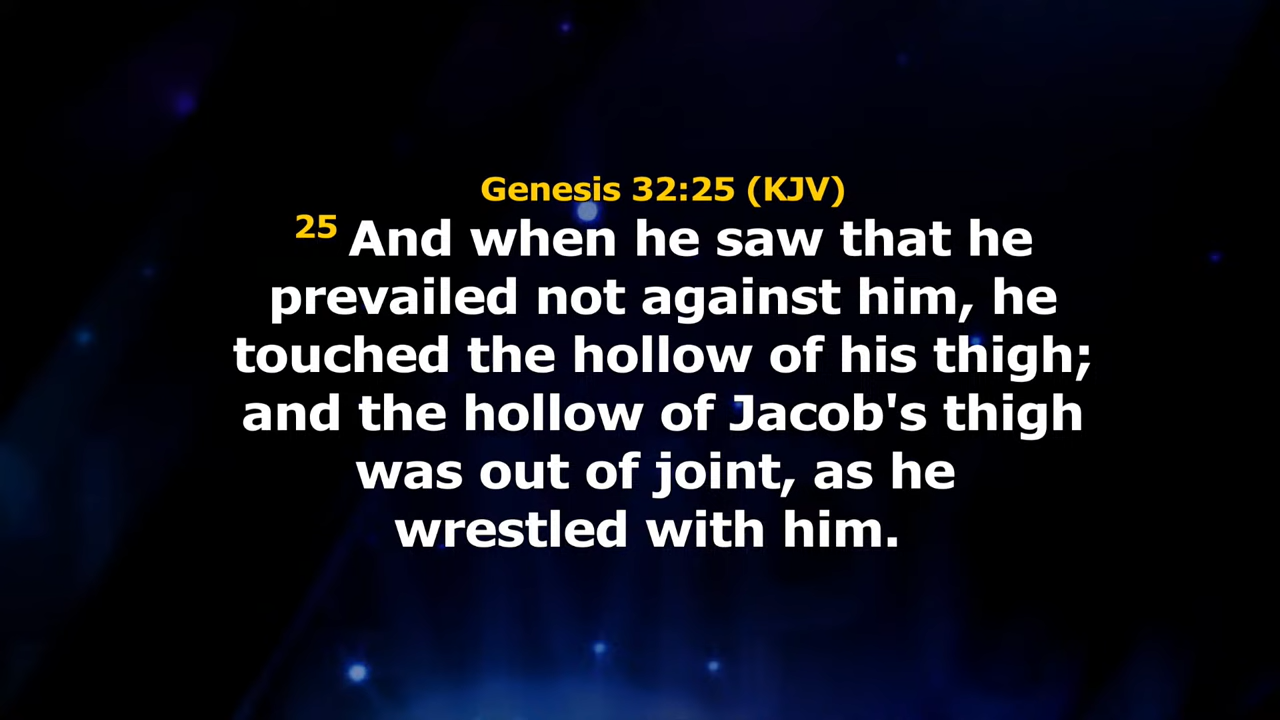 Genesis 32:25 (KJV)
25 And when he saw that he
prevailed not against him, he
touched the hollow of his thigh;
and the hollow of Jacob's thigh
was out of joint, as he
wrestled with him.